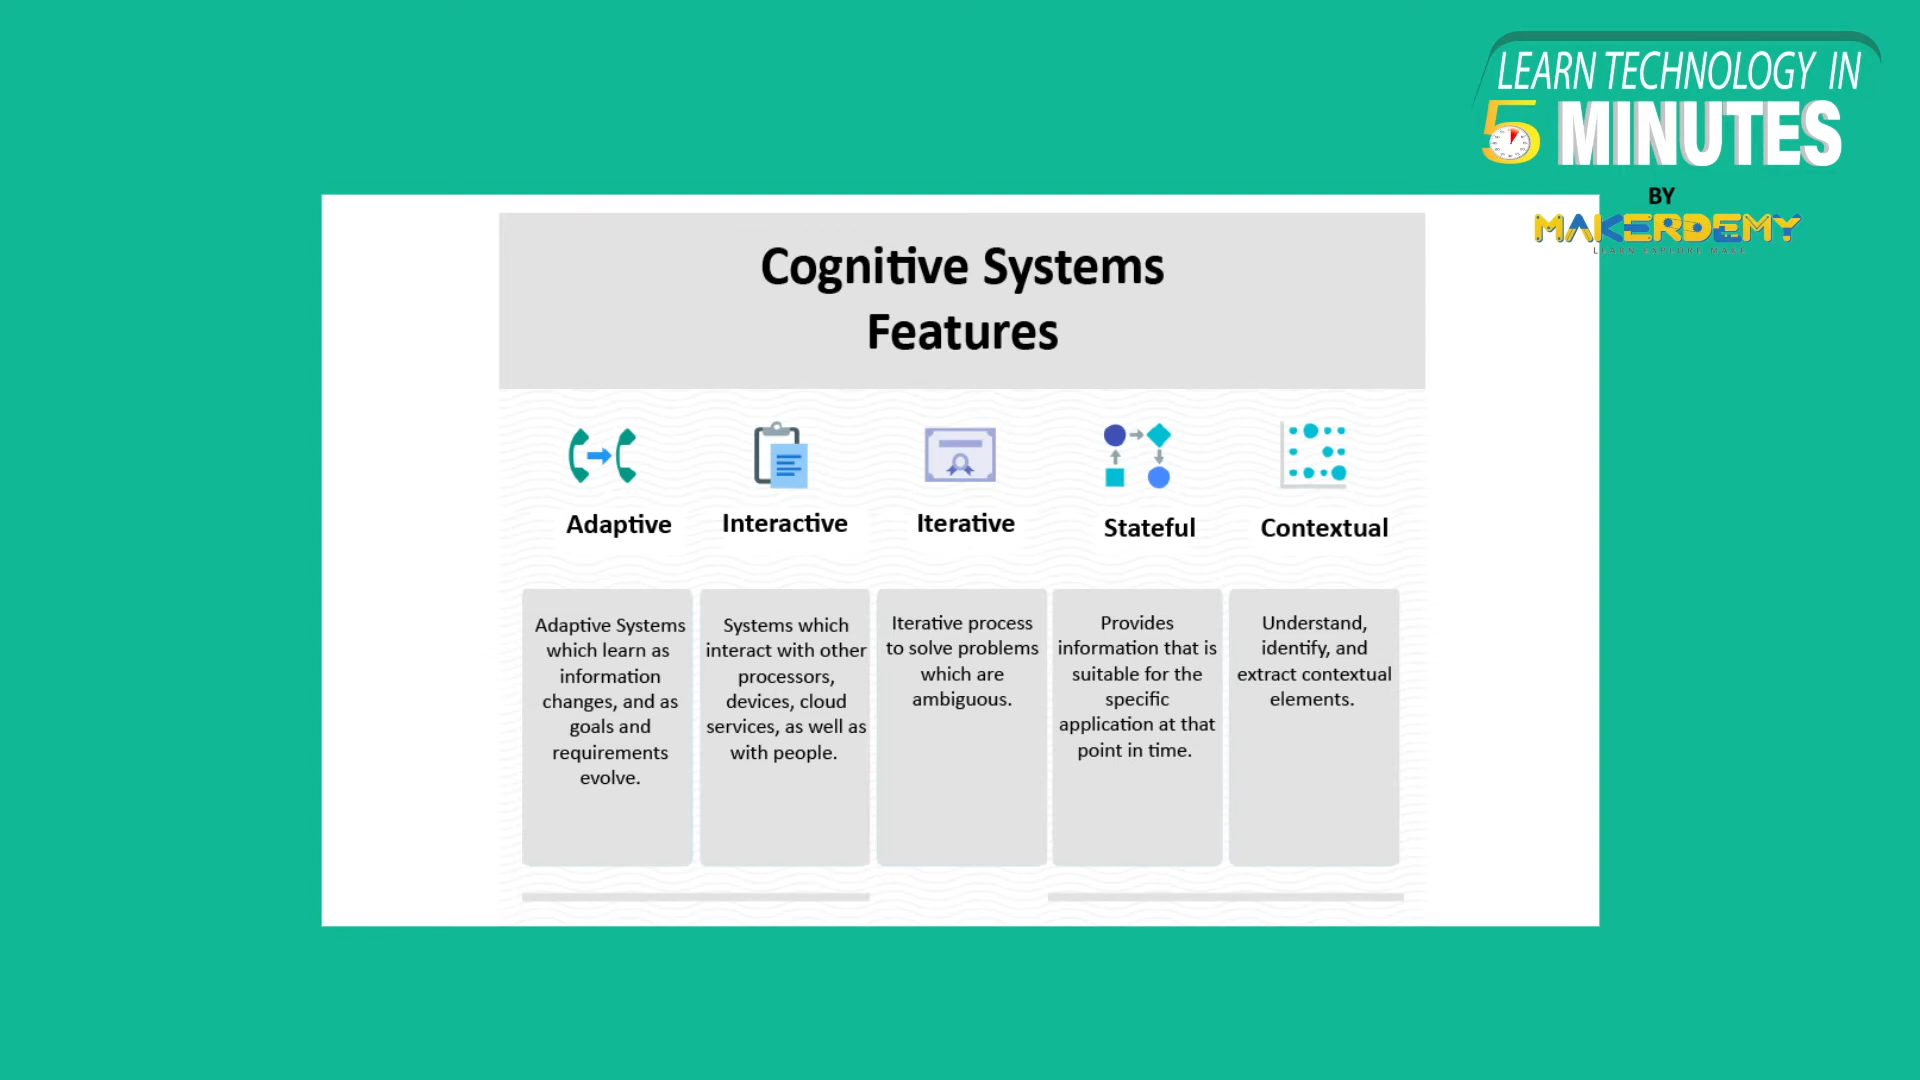 LEARN TECHNOLOGY IN
5 MINUTES
BY
MAKERDEMY
LEARN EXPLORE MAKE
Cognitive Systems
Features
Adaptive
Interactive
Iterative
Stateful
Contextual
Adaptive Systems
which learn as
information
changes, and as
goals and
requirements
evolve.
Systems which
interact with other
processors,
devices, cloud
services, as well as
with people.
Iterative process
to solve problems
which are
ambiguous.
Provides
information that is
suitable for the
specific
application at that
point in time.
Understand,
identify, and
extract contextual
elements.